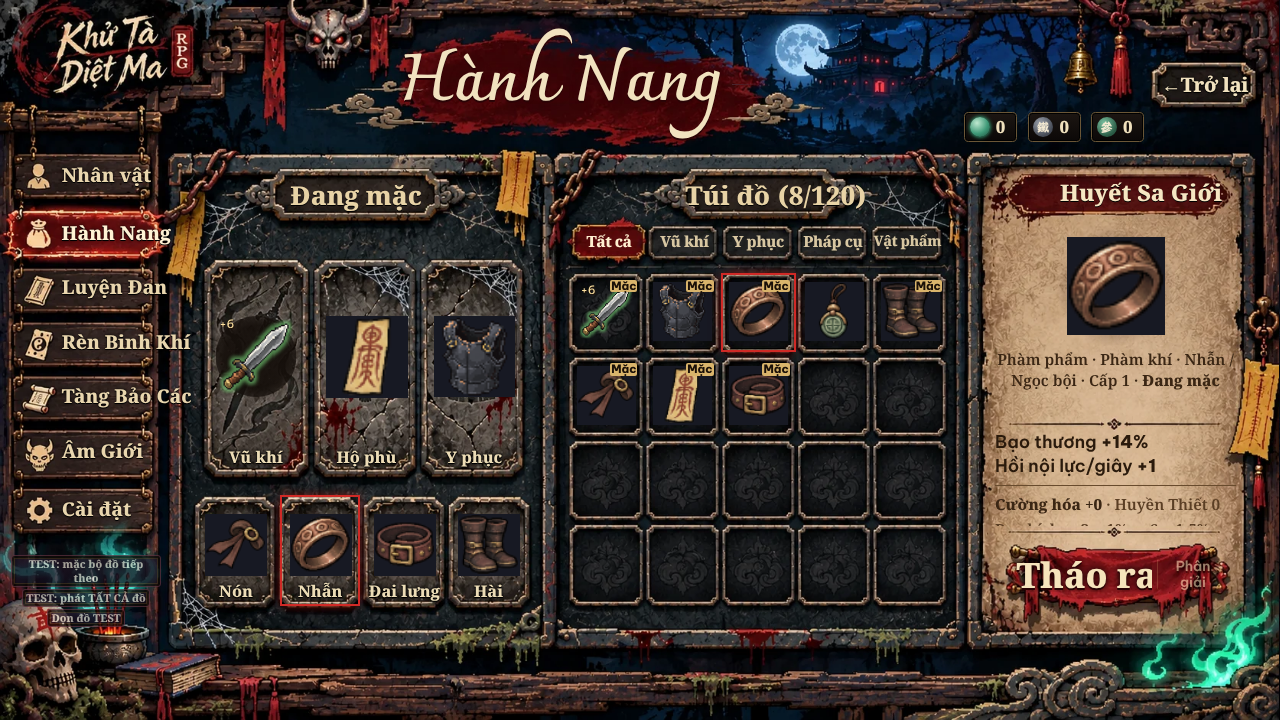 Khử Tà
Diệt Ma
RPG
Hành Nang
←Trở lại
0
鐵 0
參 0
Nhân vật
Hành Nang
Luyện Đan
Rèn Binh Khí
Tàng Bảo Các
Âm Giới
Cài đặt
TEST: mặc bộ đồ tiếp
theo
TEST: phát TẤT CẢ đồ
Dọn đồ TEST
Đang mặc
+6
Vũ khí
Hộ phù
Y phục
Nón
Nhẫn
Đai lưng
Hài
Túi đồ (8/120)
Tất cả
Vũ khí
Y phục
Pháp cụ
Vật phẩm
+6 Mặc
Mặc
Mặc
Mặc
Mặc
Mặc
Mặc
Huyết Sa Giới
Phàm phẩm · Phàm khí · Nhẫn /
Ngọc bội · Cấp 1 · Đang mặc
Bạo thương +14%
Hồi nội lực/giây +1
Cường hóa +0 · Huyền Thiết 0
Tháo ra
Phân
giải